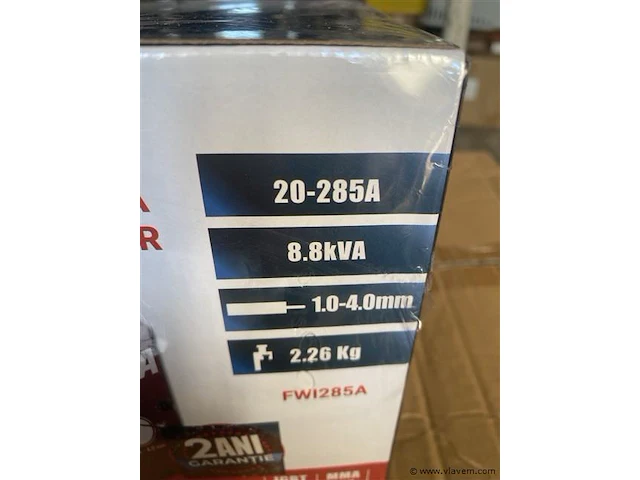 20-285A
8.8kVA
1.0-4.0mm
2.26 Kg
FWI285A
2ANI
GARANTIE
IGBT | MMA
© www.vlavem.com